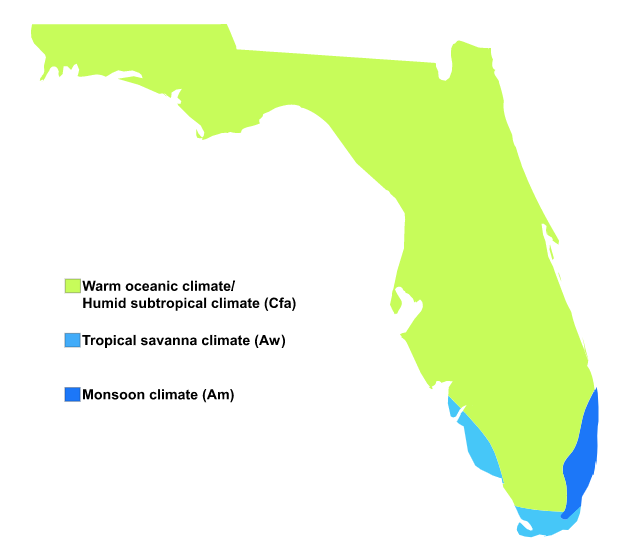 Warm oceanic climate/
Humid subtropical climate (Cfa)
Tropical savanna climate (Aw)
Monsoon climate (Am)